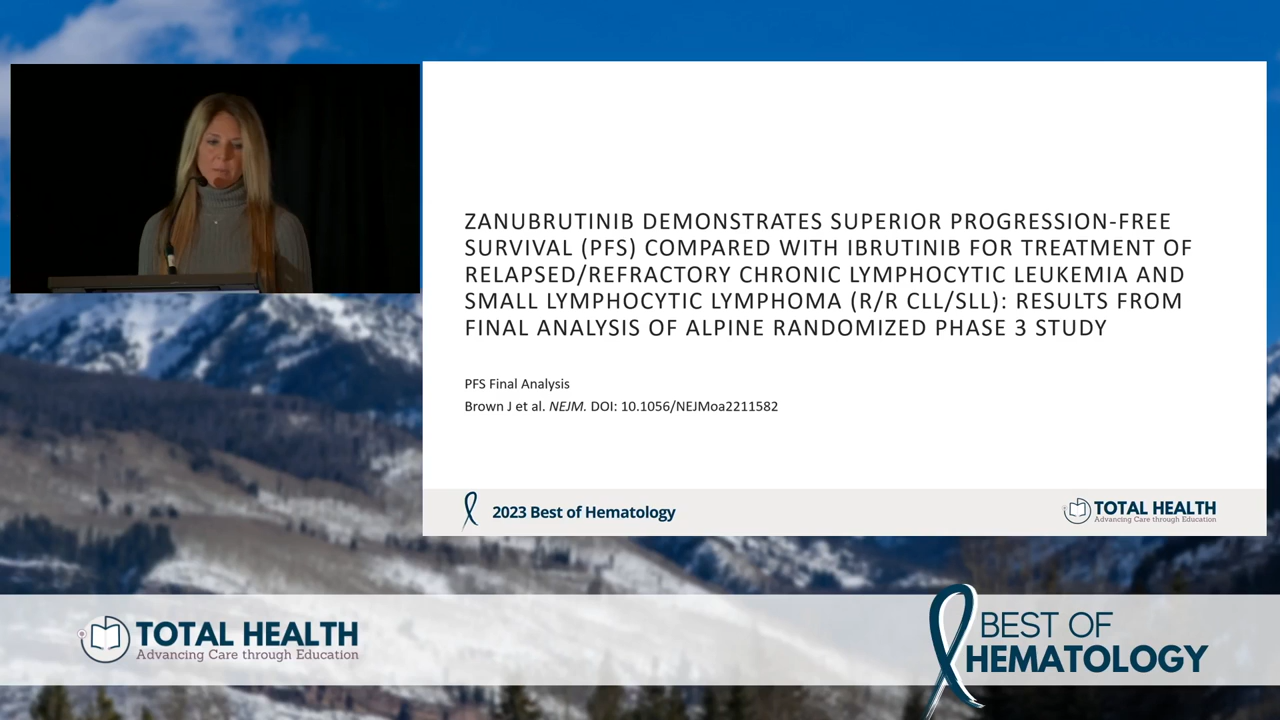 ZANUBRUTINIB DEMONSTRATES SUPERIOR PROGRESSION-FREE
SURVIVAL (PFS) COMPARED WITH IBRUTINIB FOR TREATMENT OF
RELAPSED/REFRACTORY CHRONIC LYMPHOCYTIC LEUKEMIA AND
SMALL LYMPHOCYTIC LYMPHOMA (R/R CLL/SLL): RESULTS FROM
FINAL ANALYSIS OF ALPINE RANDOMIZED PHASE 3 STUDY
PFS Final Analysis
Brown J et al. NEJM. DOI: 10.1056/NEJMoa2211582
2023 Best of Hematology
TOTAL HEALTH
Advancing Care through Education
TOTAL HEALTH
Advancing Care through Education
BEST OF
HEMATOLOGY